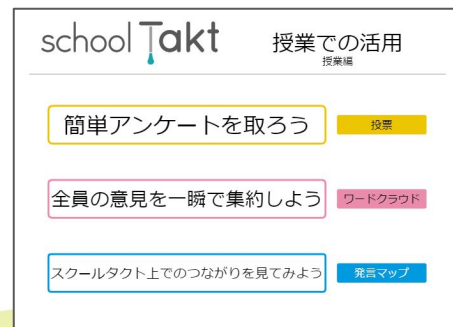 school Takt
授業での活用
授業編
簡単アンケートを取ろう
投票
全員の意見を一瞬で集約しよう
ワードクラウド
スクールタクト上でのつながりを見てみよう
発言マップ